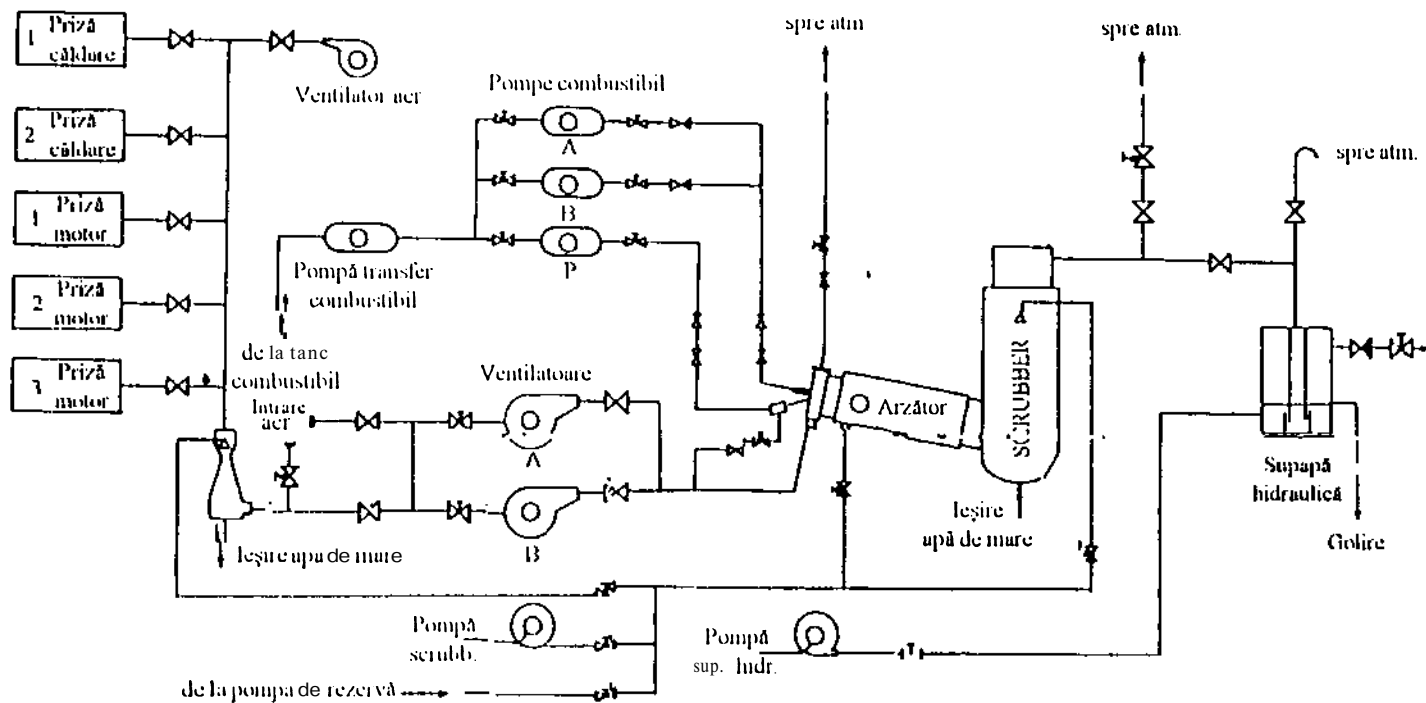 1 Priză
căldare
2 Priză
căldare
1 Priză
motor
2 Priză
motor
3 Priză
motor
Ventilator aer
Pompe combustibil
A
B
P
Pompă transfer
combustibil
de la tanc
combustibil
Intrare
aer
Ventilatoare
A
B
Ieșire apa de mare
Pompă
scrubb.
de la pompa de rezervă
Pompă
sup. hidr.
spre atm
spre atm.
spre atm.
Arzător
SCRUBBER
Ieșire
apă de mare
Supapă
hidraulică
Golire